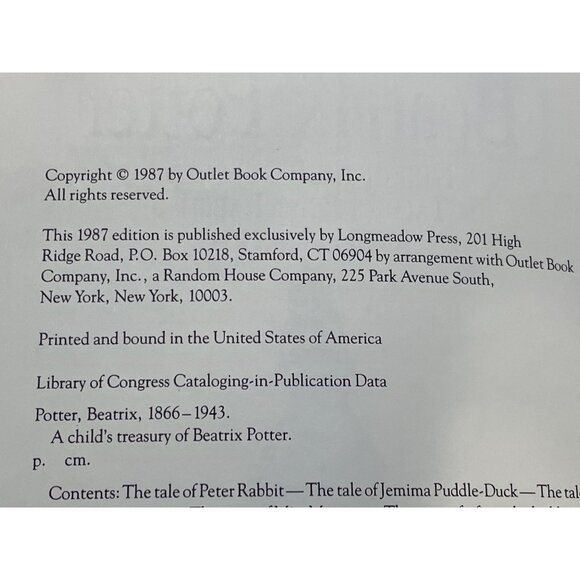 Copyright © 1987 by Outlet Book Company, Inc.
All rights reserved.
This 1987 edition is published exclusively by Longmeadow Press, 201 High
Ridge Road, P.O. Box 10218, Stamford, CT 06904 by arrangement with Outlet Book
Company, Inc., a Random House Company, 225 Park Avenue South,
New York, New York, 10003.
Printed and bound in the United States of America
Library of Congress Cataloging-in-Publication Data
Potter, Beatrix, 1866–1943.
A child's treasury of Beatrix Potter.
p. cm.
Contents: The tale of Peter Rabbit—The tale of Jemima Puddle-Duck—The